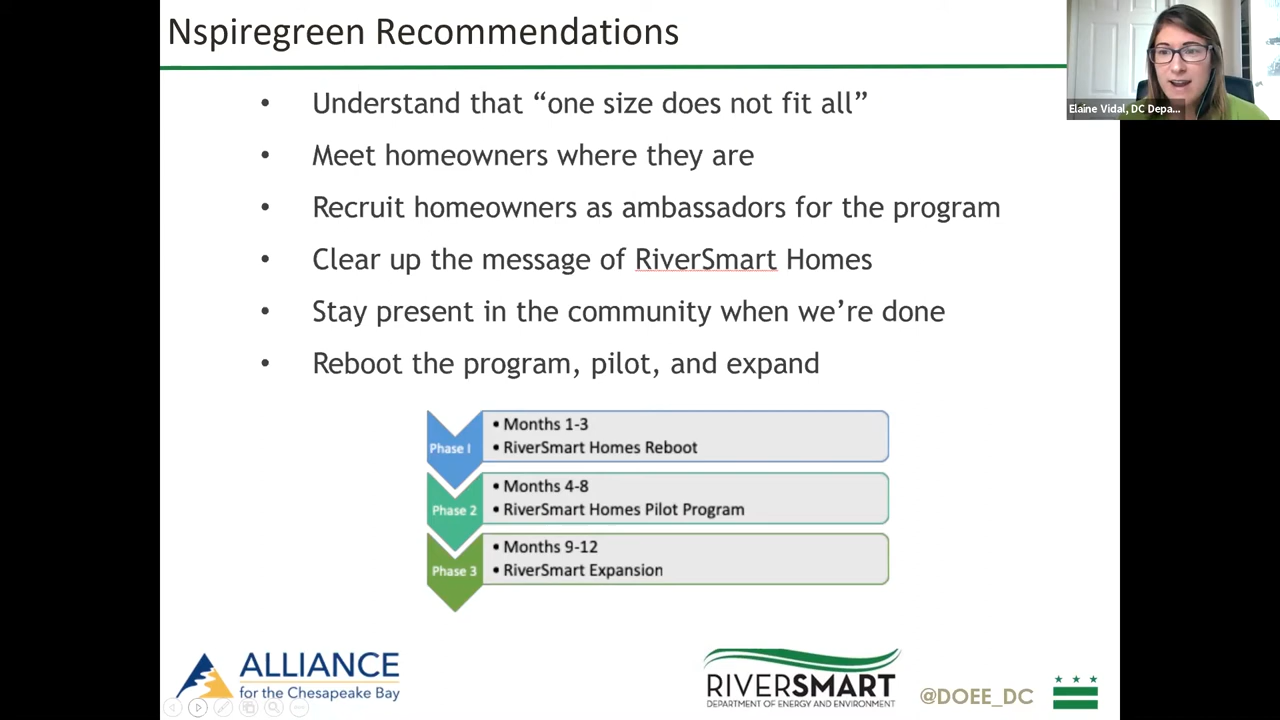 Nspiregreen Recommendations
Elaine Vidal, DC Depa...
• Understand that “one size does not fit all”
• Meet homeowners where they are
• Recruit homeowners as ambassadors for the program
• Clear up the message of RiverSmart Homes
• Stay present in the community when we’re done
• Reboot the program, pilot, and expand
Phase I
• Months 1-3
• RiverSmart Homes Reboot
Phase 2
• Months 4-8
• RiverSmart Homes Pilot Program
Phase 3
• Months 9-12
• RiverSmart Expansion
ALLIANCE
for the Chesapeake Bay
RIVERSMART
DEPARTMENT OF ENERGY AND ENVIRONMENT
@DOEE_DC